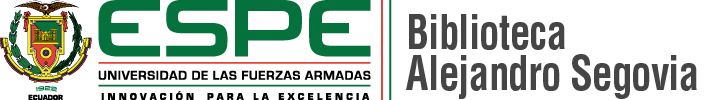 ESPE
UNIVERSIDAD DE LAS FUERZAS ARMADAS
INNOVACIÓN PARA LA EXCELENCIA
1922
ECUADOR
Biblioteca
Alejandro Segovia